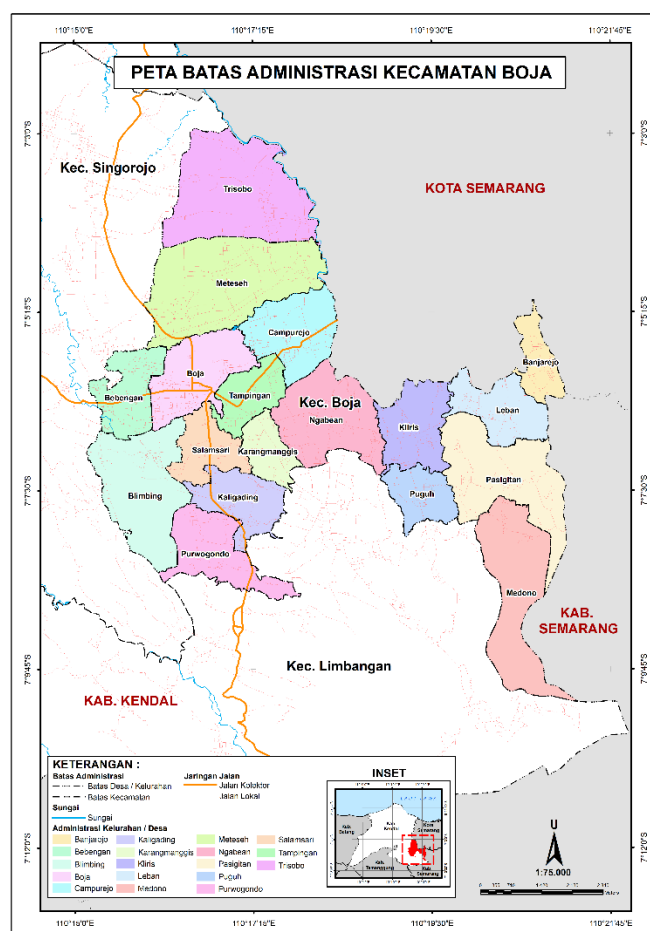 110°15'0"E 110°17'15"E 110°19'30"E 110°21'45"E
PETA BATAS ADMINISTRASI KECAMATAN BOJA
7°3'0"S
7°3'0"S
Kec. Singorojo
KOTA SEMARANG
Trisobo
Meteseh
7°5'15"S
7°5'15"S
Campurejo
Banjarejo
Boja
Bebengan
Tampingan
Kec. Boja
Ngabean
Leban
Kliris
Salamsari
Karangmanggis
Pasigitan
7°7'30"S
7°7'30"S
Blimbing
Kaligading
Puguh
Purwogondo
Medono
KAB.
SEMARANG
Kec. Limbangan
7°9'45"S
7°9'45"S
KAB. KENDAL
KETERANGAN :
Batas Administrasi
Batas Desa / Kelurahan
Batas Kecamatan
Sungai
Sungai
Jaringan Jalan
Jalan Kolektor
Jalan Lokal
Administrasi Kelurahan / Desa
Banjarejo
Bebengan
Blimbing
Boja
Campurejo
Kaligading
Karangmanggis
Kliris
Leban
Medono
Meteseh
Ngabean
Pasigitan
Puguh
Purwogondo
Salamsari
Tampingan
Trisobo
INSET
U
1:75.000
7°12'0"S
7°12'0"S
110°15'0"E 110°17'15"E 110°19'30"E 110°21'45"E